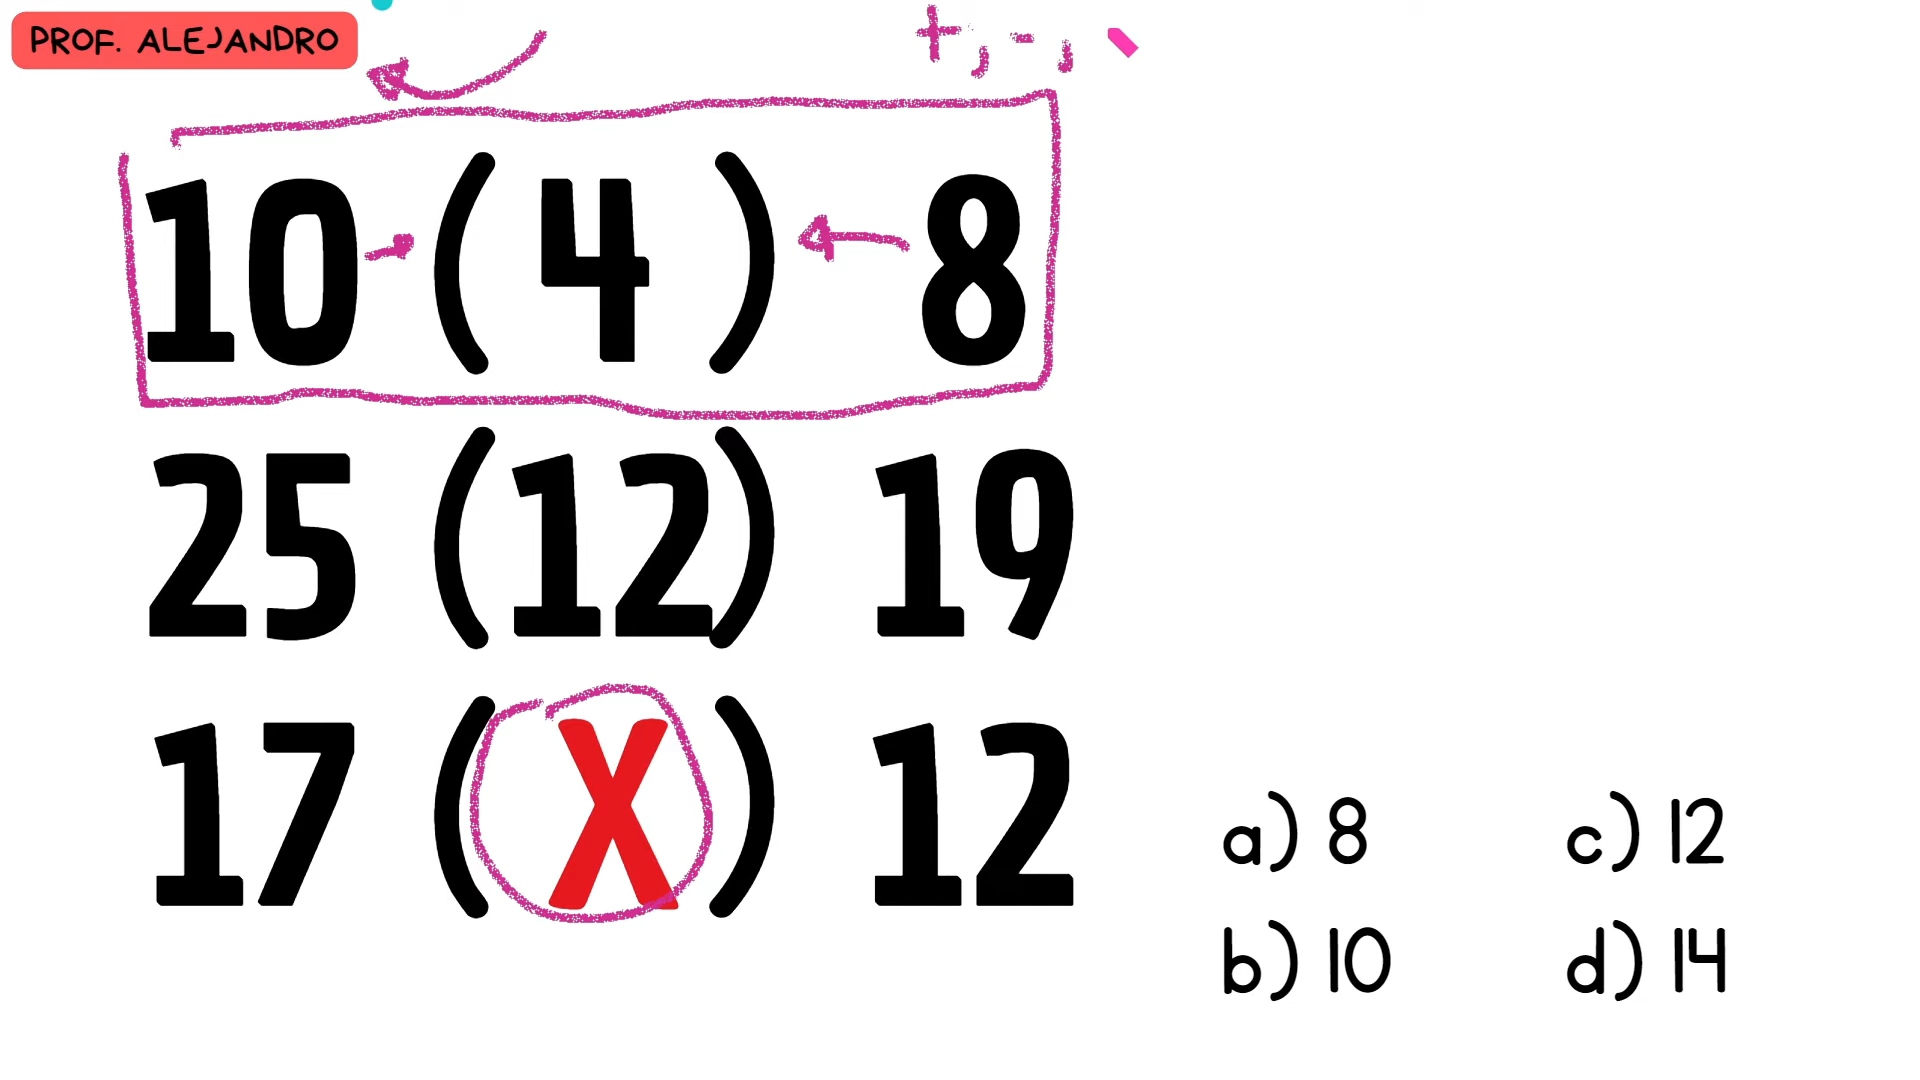 PROF. ALEJANDRO
+, -,
10 ( 4 ) 8
25 (12) 19
17 ( X ) 12
a) 8 c) 12
b) 10 d) 14